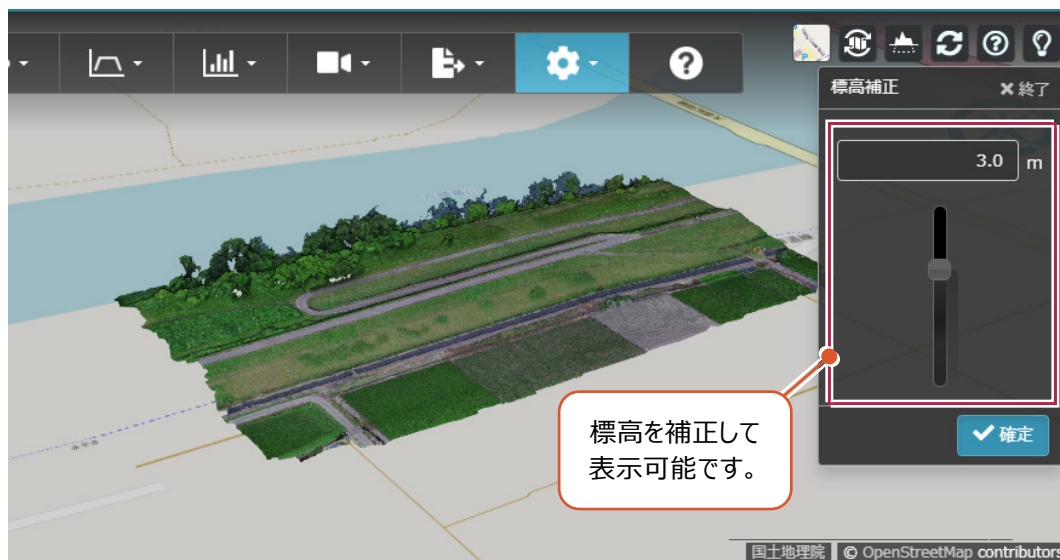 標高補正
✖終了
3.0 m
標高を補正して
表示可能です。
✔確定
国土地理院 © OpenStreetMap contributors